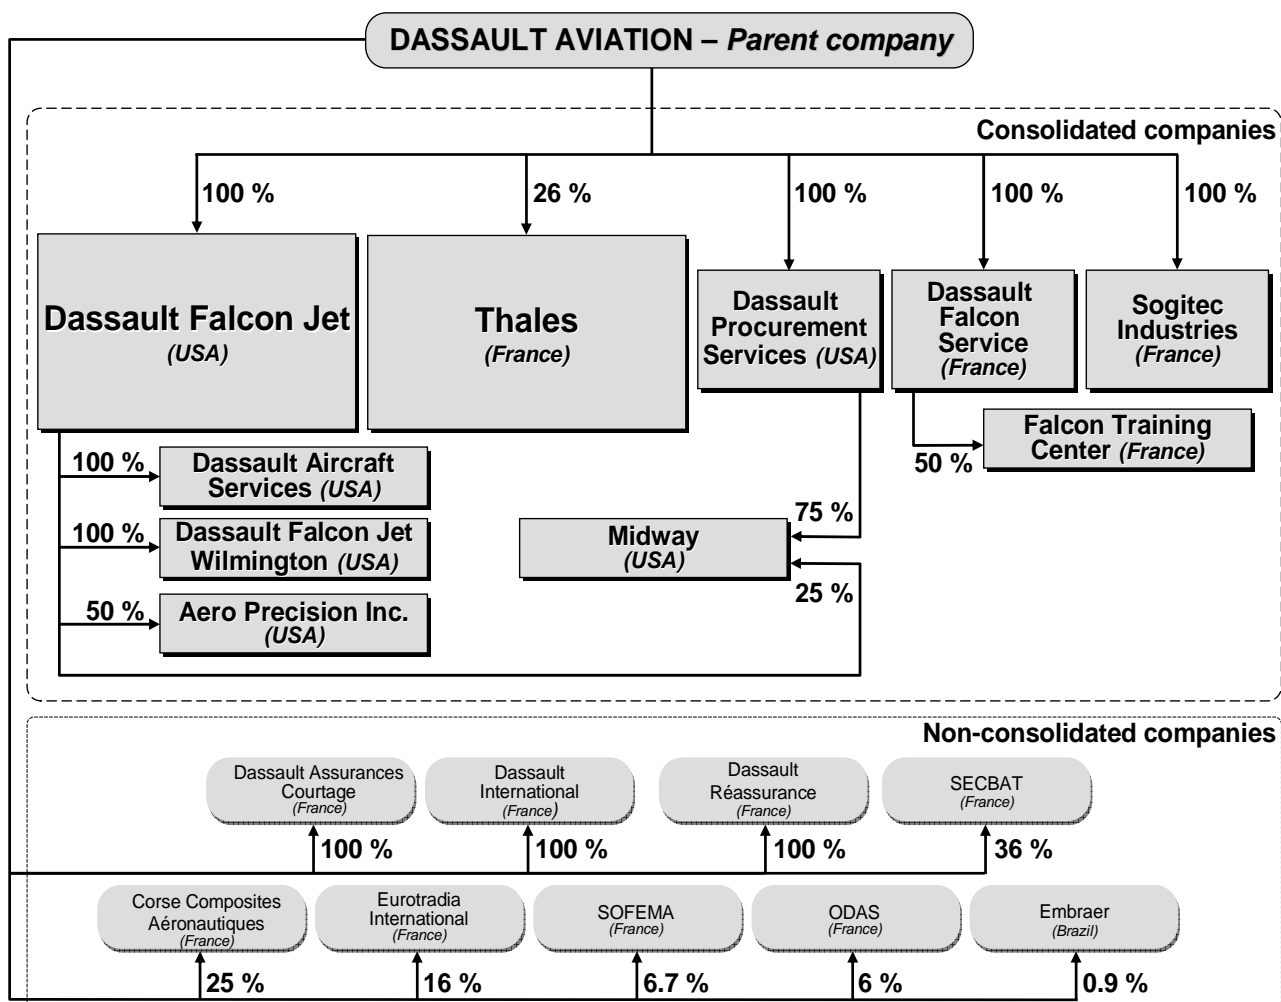 DASSAULT AVIATION – Parent company
Consolidated companies
100 %
26 %
100 %
100 %
100 %
Dassault Falcon Jet
(USA)
Thales
(France)
Dassault
Procurement
Services (USA)
Dassault
Falcon
Service
(France)
Sogitec
Industries
(France)
100 %
Dassault Aircraft
Services (USA)
50 %
Falcon Training
Center (France)
100 %
Dassault Falcon Jet
Wilmington (USA)
75 %
Midway
(USA)
25 %
50 %
Aero Precision Inc.
(USA)
Non-consolidated companies
Dassault Assurances
Courtage
(France)
Dassault
International
(France)
Dassault
Réassurance
(France)
SECBAT
(France)
100 %
100 %
100 %
36 %
Corse Composites
Aéronautiques
(France)
Eurotradia
International
(France)
SOFEMA
(France)
ODAS
(France)
Embraer
(Brazil)
25 %
16 %
6.7 %
6 %
0.9 %